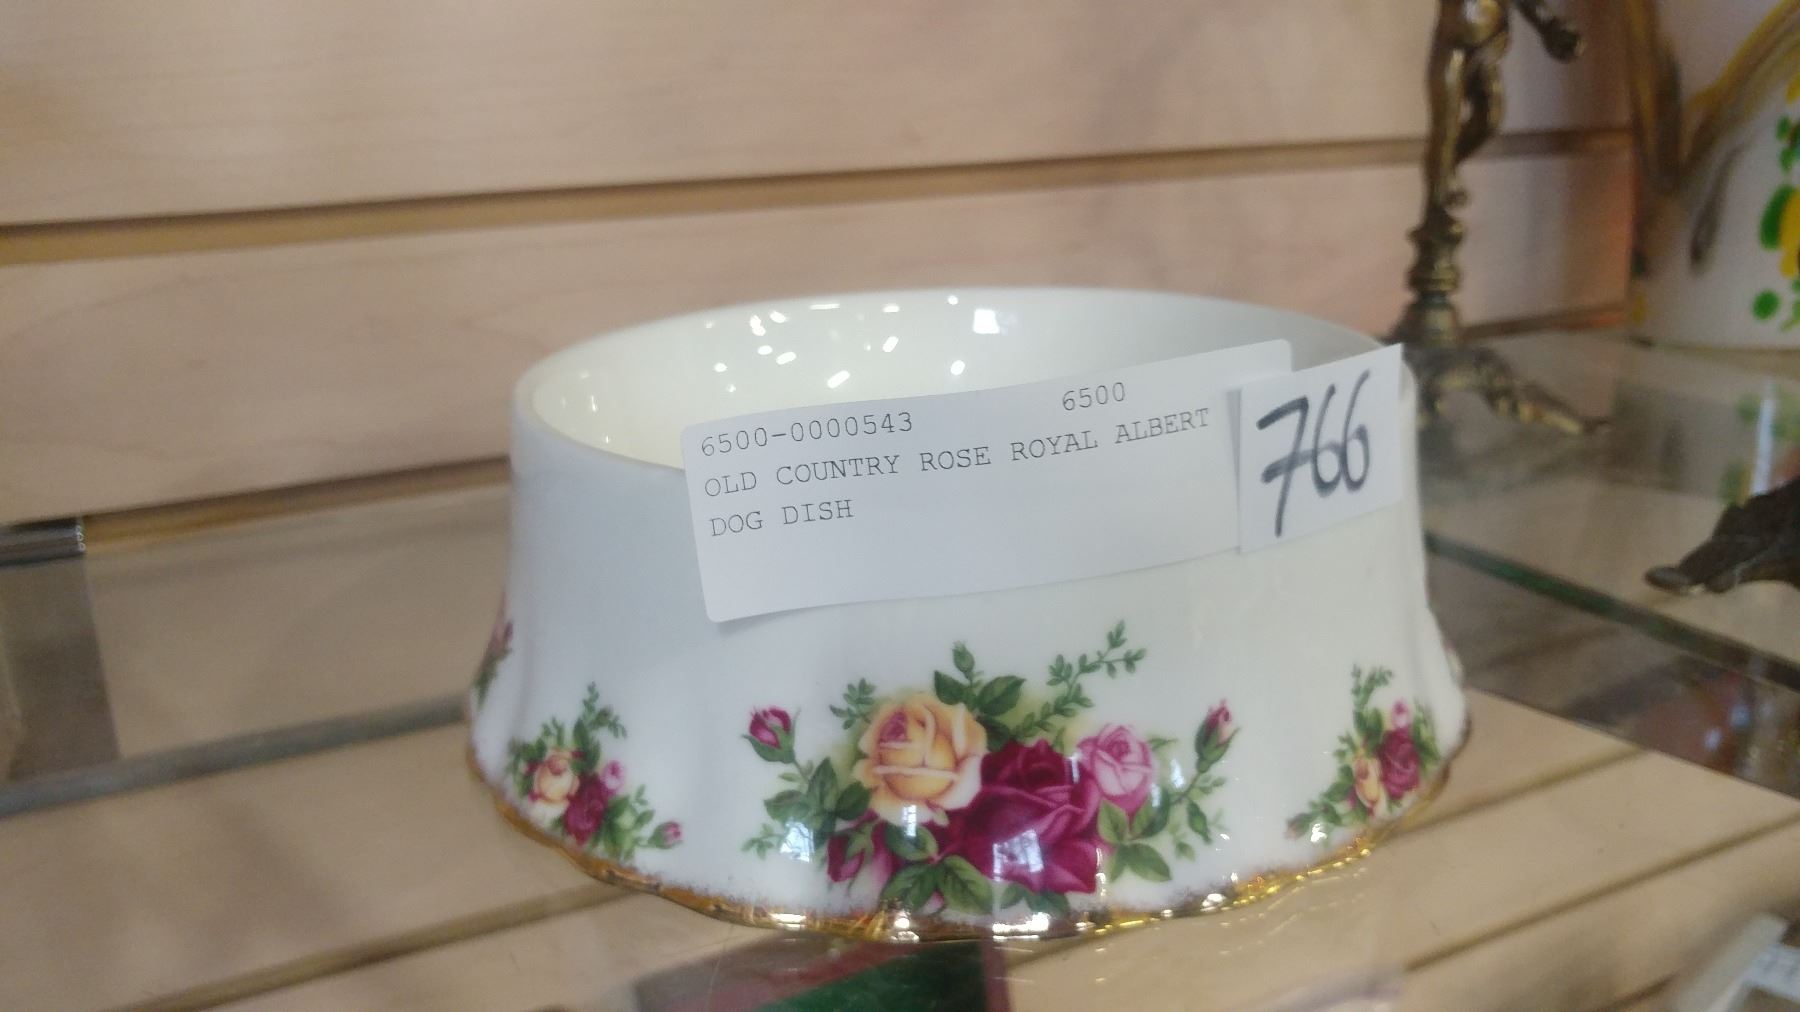 6500-0000543 6500
OLD COUNTRY ROSE ROYAL ALBERT
DOG DISH
766